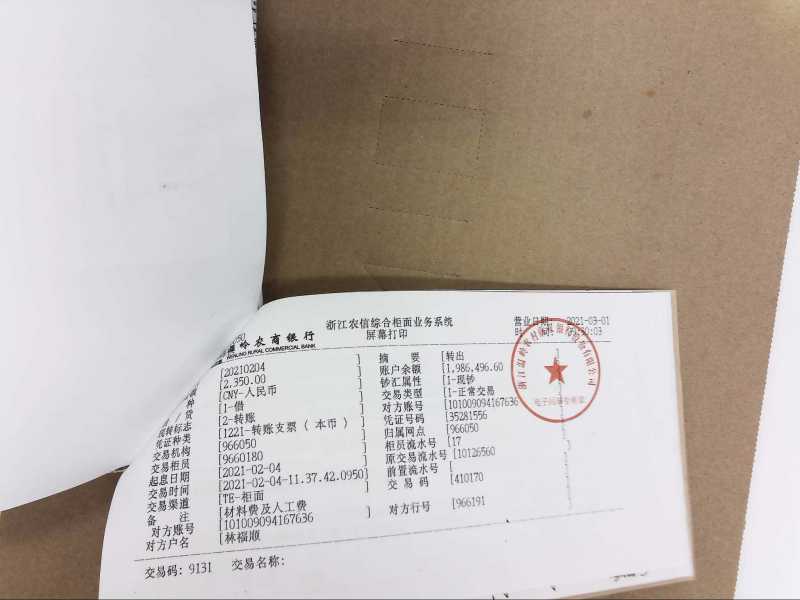 浙江农信综合柜面业务系统
屏幕打印
岭农商银行
WENLING RURAL COMMERCIAL BANK
营业日期: 2021-03-01
[20210204 ] 摘 要 [转出
[2,350.00 ] 账户余额 [1,986,496.60
[CNY-人民币 ] 钞汇属性 [1-现钞
货 [1-借 ] 交易类型 [1-正常交易
现转标志 [2-转账 ] 对方账号 [101009094167636
凭证种类 [1221-转账支票(本币) ] 凭证号码 [35281556
交易机构 [966050 ] 归属网点 [966050
交易柜员 [9660180 ] 柜员流水号 [17
起息日期 [2021-02-04 ] 原交易流水号 [10126560
交易时间 [2021-02-04-11.37.42.0950] 前置流水号 [
交易渠道 [TE-柜面 ] 交 易 码 [410170
备 注 [材料费及人工费 ] 对方行号 [966191
对方账号 [101009094167636
对方户名 [林福顺
交易码: 9131 交易名称: